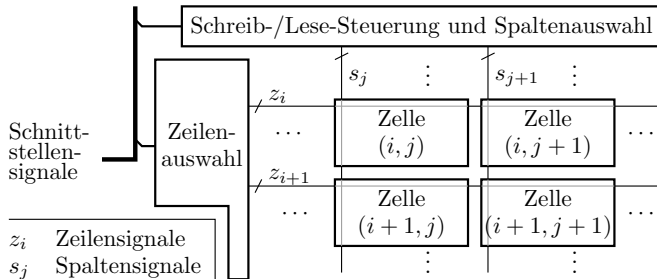 Schreib-/Lese-Steuerung und Spaltenauswahl
s_j ⋮ s_{j+1} ⋮
z_i
Schnitt-
stellen-
signale
Zeilen-
auswahl
... Zelle (i, j) Zelle (i, j + 1) ...
z_{i+1}
... Zelle (i+1, j) Zelle (i+1, j+1) ...
⋮ ⋮
z_i Zeilensignale
s_j Spaltensignale